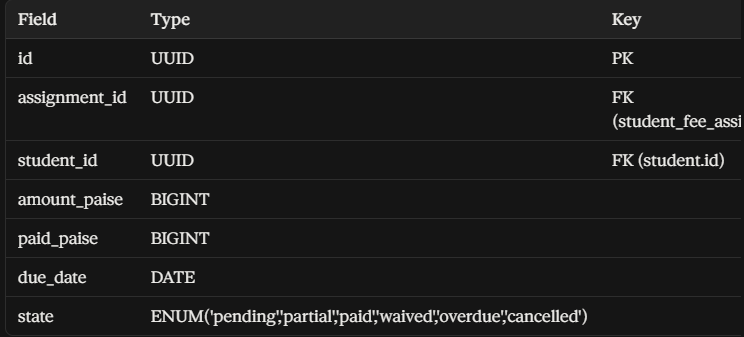 Field Type Key
id UUID PK
assignment_id UUID FK
(student_fee_assi
student_id UUID FK (student.id)
amount_paise BIGINT
paid_paise BIGINT
due_date DATE
state ENUM('pending','partial','paid','waived','overdue','cancelled')